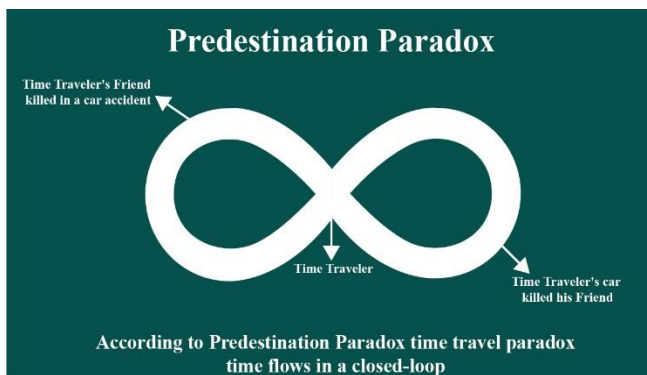 Predestination Paradox
Time Traveler's Friend
killed in a car accident
Time Traveler
Time Traveler's car
killed his Friend
According to Predestination Paradox time travel paradox
time flows in a closed-loop